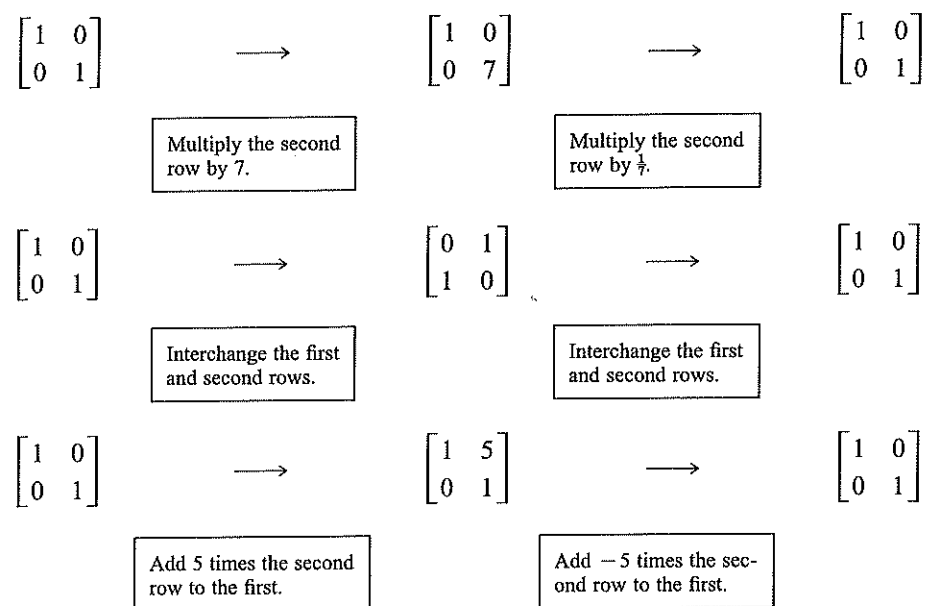 1 0 → 1 0 → 1 0
0 1 0 7 0 1
Multiply the second
row by 7.
Multiply the second
row by 1/7.
1 0 → 0 1 → 1 0
0 1 1 0 0 1
Interchange the first
and second rows.
Interchange the first
and second rows.
1 0 → 1 5 → 1 0
0 1 0 1 0 1
Add 5 times the second
row to the first.
Add −5 times the sec-
ond row to the first.